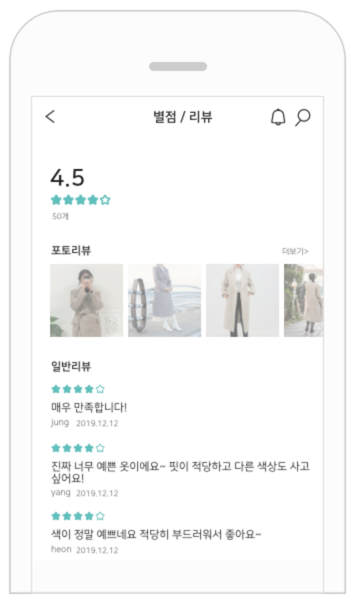 별점 / 리뷰
4.5
50개
포토리뷰
더보기>
일반리뷰
매우 만족합니다!
jung 2019.12.12
진짜 너무 예쁜 옷이에요~ 핏이 적당하고 다른 색상도 사고
싶어요!
yang 2019.12.12
색이 정말 예쁘네요 적당히 부드러워서 좋아요~
heon 2019.12.12